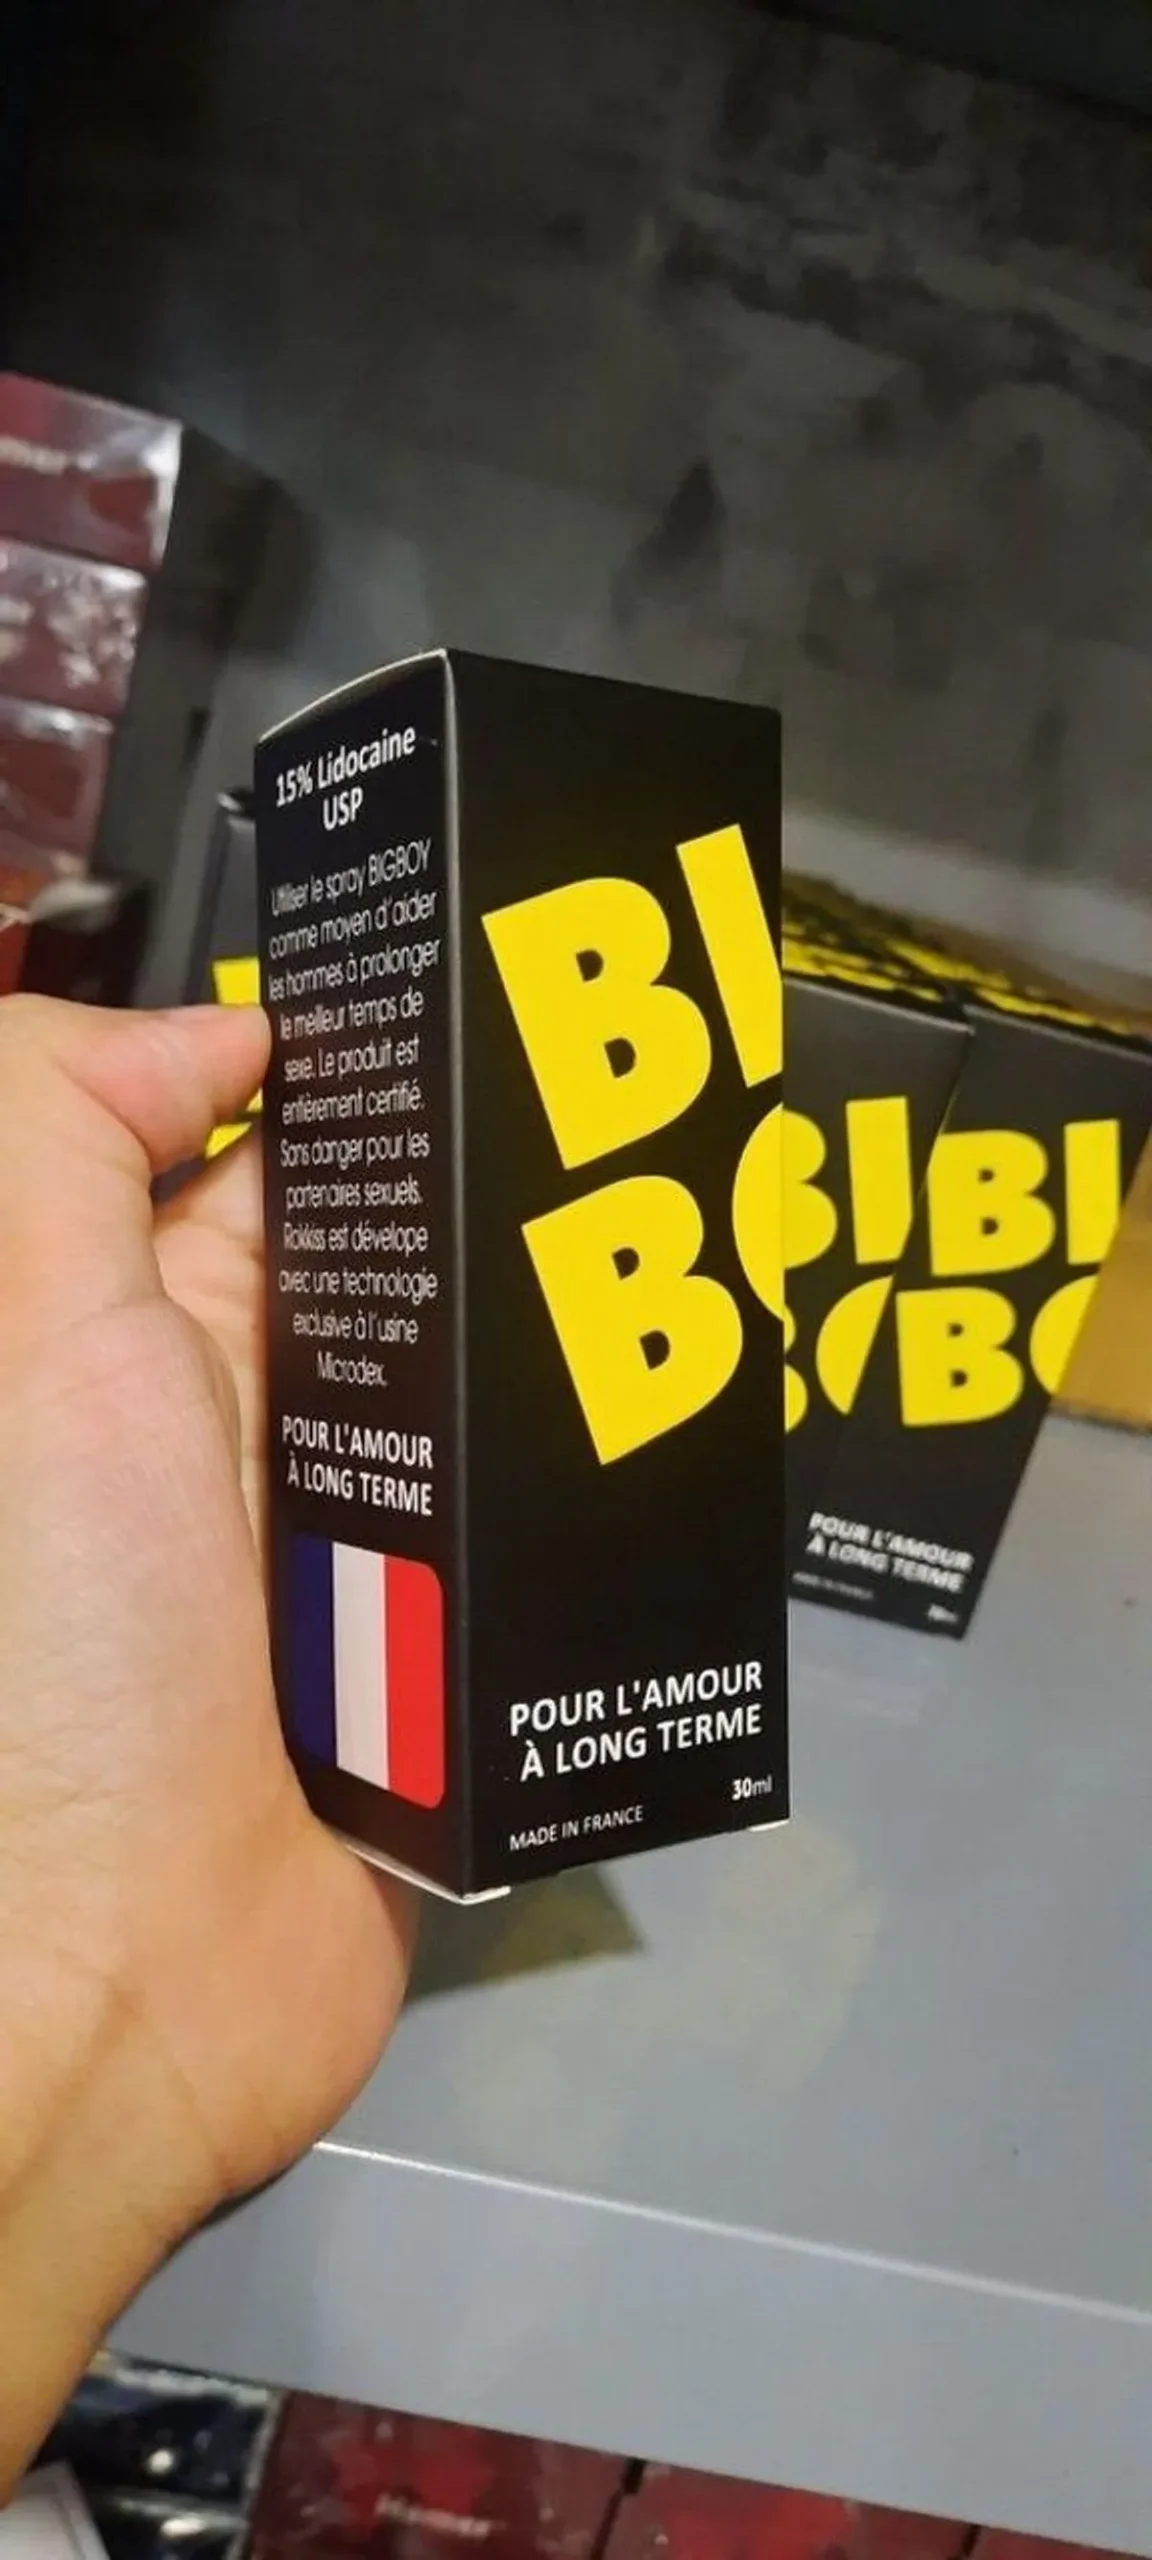 15% Lidocaine
USP
Utiliser le spray BIGBOY
comme moyen d'aider
les hommes à prolonger
le meilleur temps de
sexe. Le produit est
entièrement certifié.
Sans danger pour les
partenaires sexuels.
Rokkiss est dévelope
avec une technologie
exclusive à l'usine
Microdex.
POUR L'AMOUR
À LONG TERME
BI
BO
POUR L'AMOUR
À LONG TERME
30ml
MADE IN FRANCE
BI
BO
BI
BO
POUR L'AMOUR
À LONG TERME